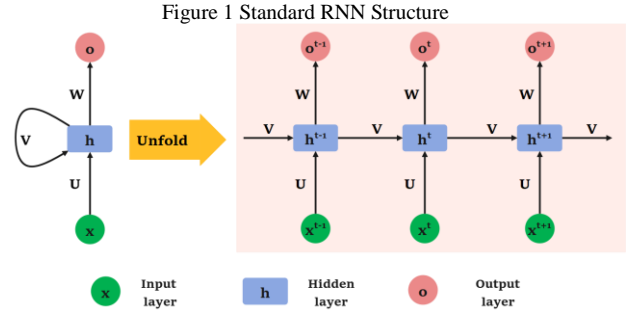 Figure 1 Standard RNN Structure
o
o^t-1
o^t
o^t+1
W
W
W
W
V
h
Unfold
V
h^t-1
V
h^t
V
h^t+1
V
U
U
U
U
x
x^t-1
x^t
x^t+1
x
Input
layer
h
Hidden
layer
o
Output
layer